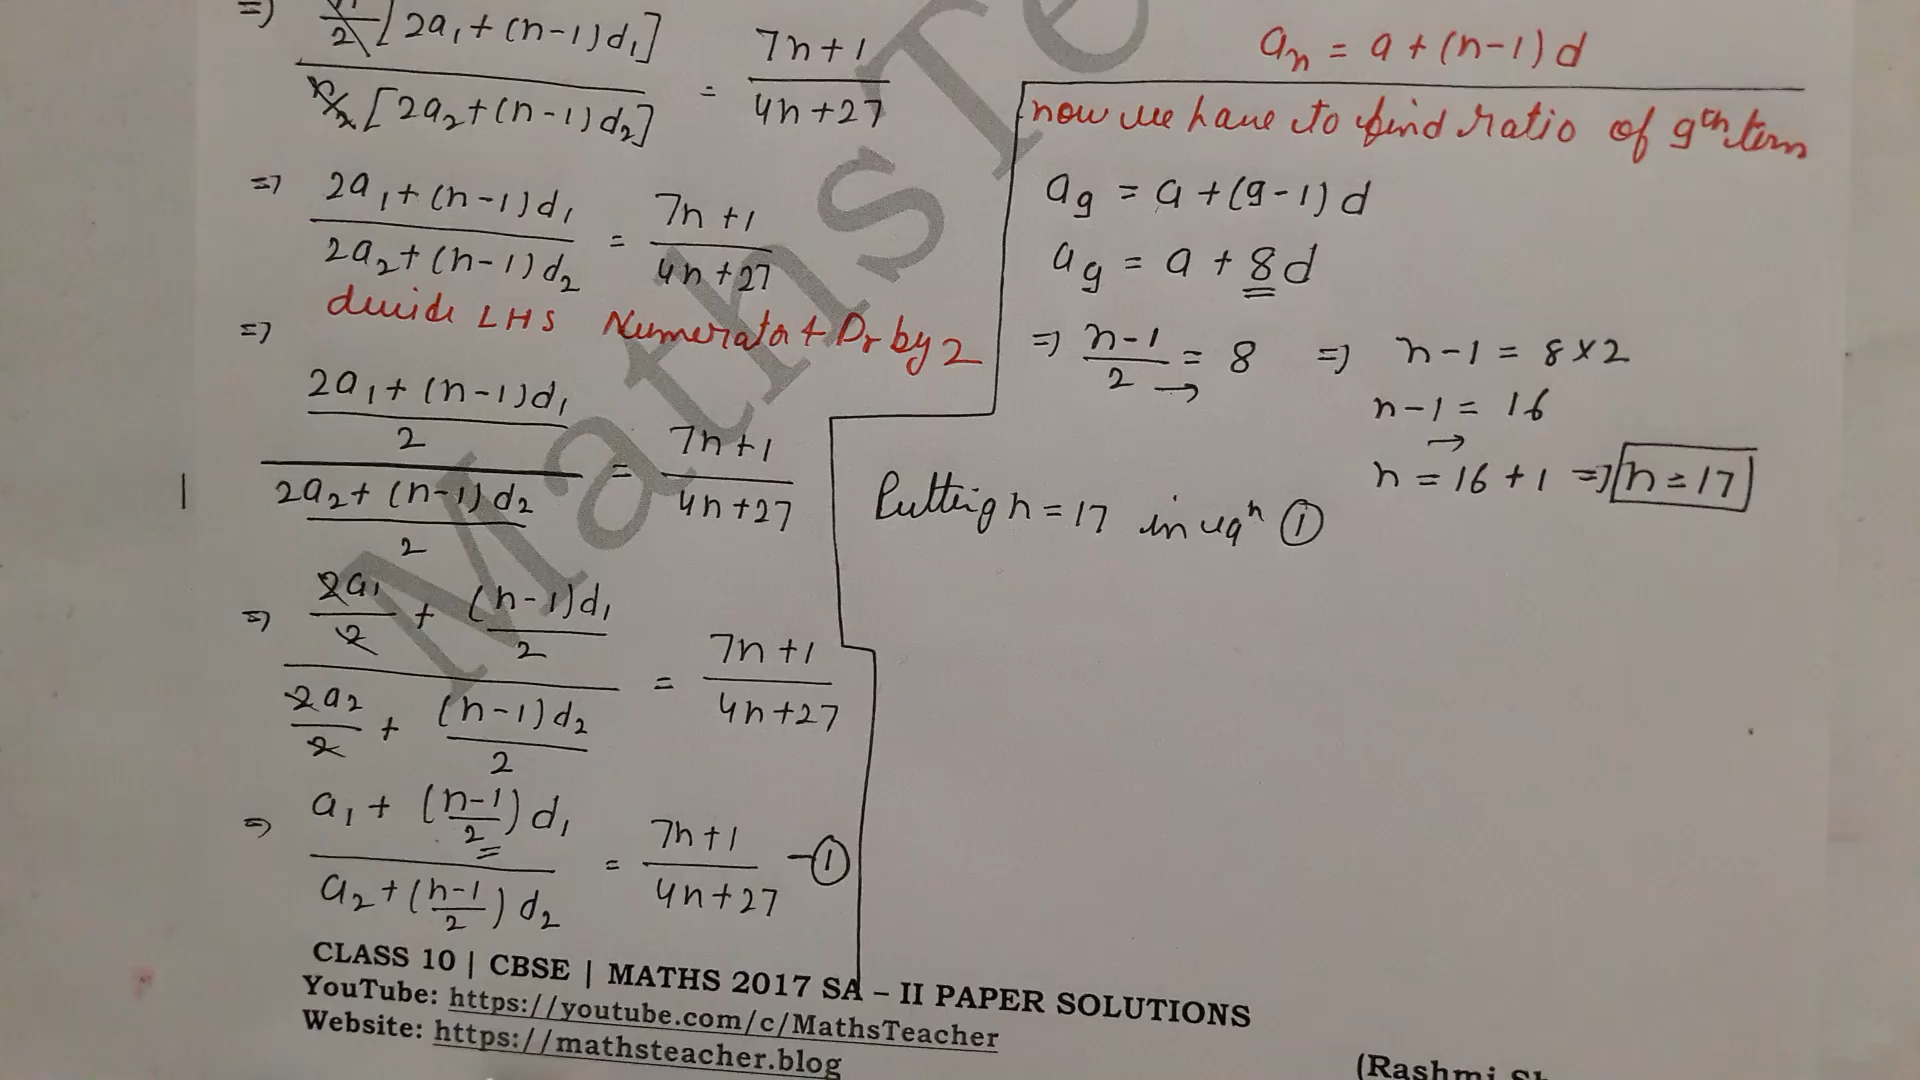 => n/2 [2a₁ + (n-1)d₁] / n/2 [2a₂ + (n-1)d₂] = 7n+1 / 4n+27
=> 2a₁ + (n-1)d₁ / 2a₂ + (n-1)d₂ = 7n+1 / 4n+27
=> divide LHS Numerator + Dr by 2
2a₁ + (n-1)d₁ / 2 / 2a₂ + (n-1)d₂ / 2 = 7n+1 / 4n+27
=> 2a₁/2 + (n-1)d₁/2 / 2a₂/2 + (n-1)d₂/2 = 7n+1 / 4n+27
=> a₁ + (n-1/2)d₁ / a₂ + (n-1/2)d₂ = 7n+1 / 4n+27 -①
aₙ = a + (n-1)d
now we have to find ratio of 9th term
a₉ = a + (9-1)d
a₉ = a + 8d
=> n-1/2 = 8 => n-1 = 8×2
n-1 = 16
n = 16+1 => n = 17
Putting n = 17 in eqⁿ ①
MathsTe
CLASS 10 | CBSE | MATHS 2017 SA – II PAPER SOLUTIONS
YouTube: https://youtube.com/c/MathsTeacher
Website: https://mathsteacher.blog
(Rashmi